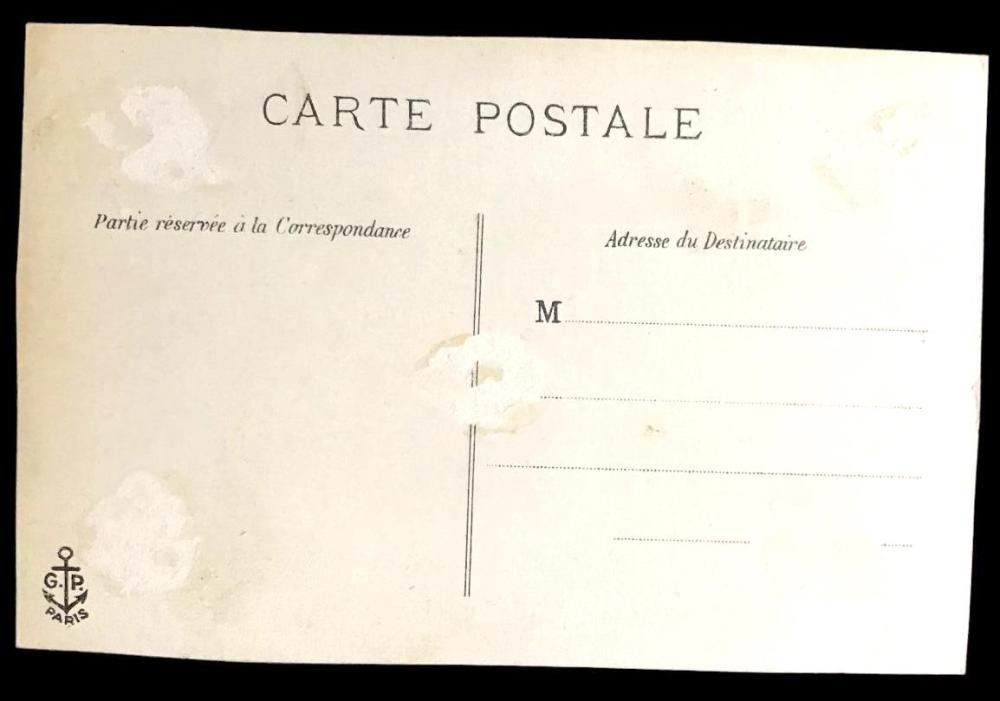 CARTE POSTALE
Partie réservée à la Correspondance
Adresse du Destinataire
M
G. P.
PARIS